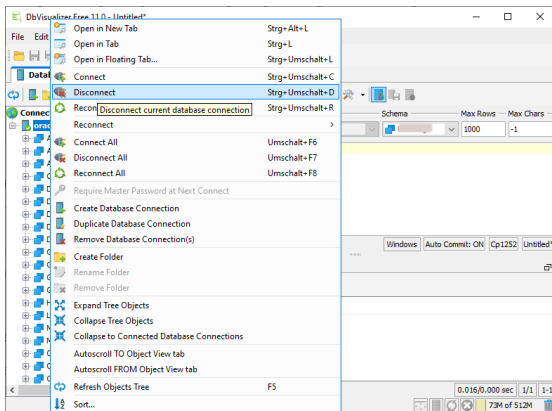 DbVisualizer Free 11.0 - Untitled*
File Edit
Open in New Tab Strg+Alt+L
Open in Tab Strg+L
Open in Floating Tab... Strg+Umschalt+L
Connect Strg+Umschalt+C
Disconnect Strg+Umschalt+D
Disconnect current database connection
Strg+Umschalt+R
Reconnect
Connect All Umschalt+F6
Disconnect All Umschalt+F7
Reconnect All Umschalt+F8
Require Master Password at Next Connect
Create Database Connection
Duplicate Database Connection
Remove Database Connection(s)
Create Folder
Rename Folder
Remove Folder
Expand Tree Objects
Collapse Tree Objects
Collapse to Connected Database Connections
Autoscroll TO Object View tab
Autoscroll FROM Object View tab
Refresh Objects Tree F5
Sort...
Schema Max Rows Max Chars
1000 -1
Windows Auto Commit: ON Cp1252 Untitled*
0.016/0.000 sec 1/1 1-1
73M of 512M